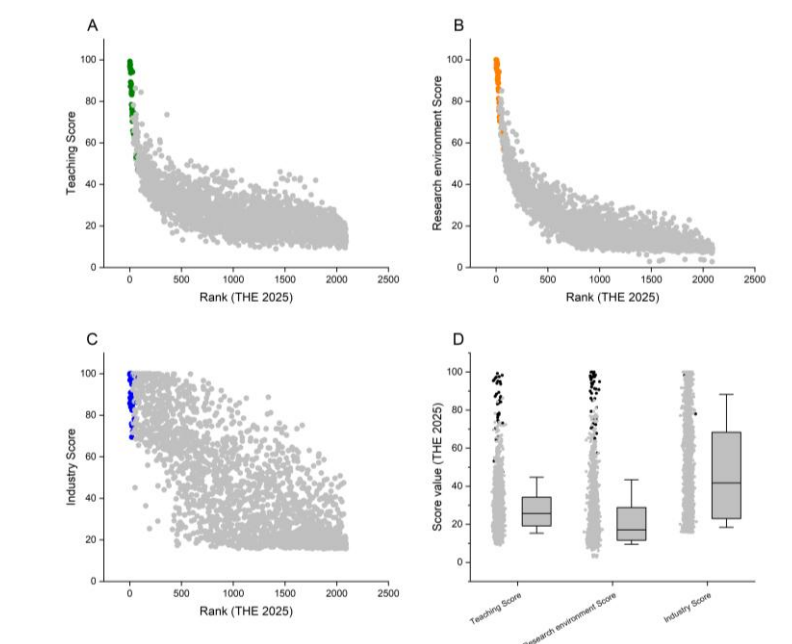 A
100
80
60
40
20
0
Teaching Score
0 500 1000 1500 2000 2500
Rank (THE 2025)
B
100
80
60
40
20
0
Research environment Score
0 500 1000 1500 2000 2500
Rank (THE 2025)
C
100
80
60
40
20
0
Industry Score
0 500 1000 1500 2000 2500
Rank (THE 2025)
D
100
80
60
40
20
0
Score value (THE 2025)
Teaching Score
environment Score
Industry Score